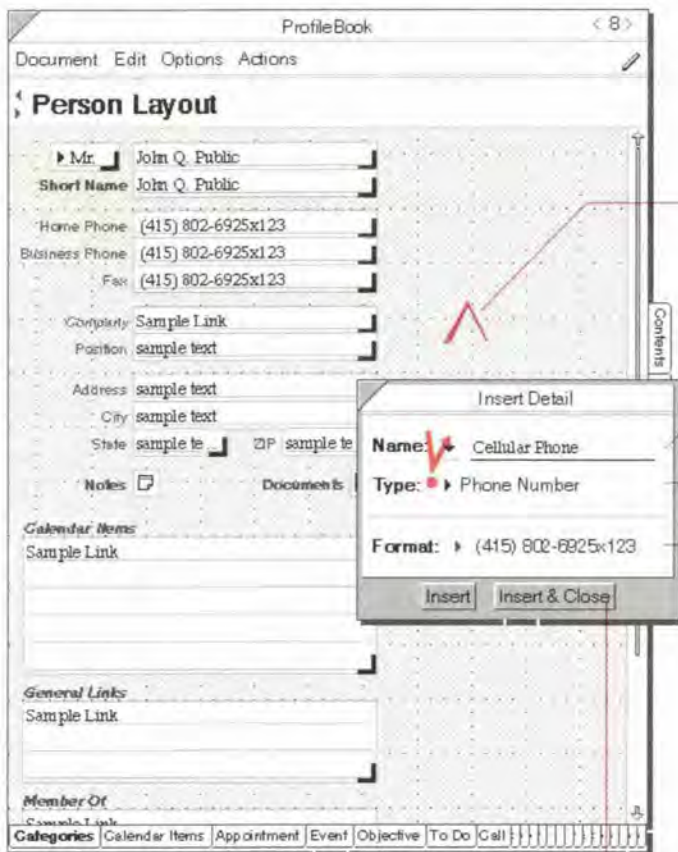 ProfileBook < 8 >
Document Edit Options Actions
Person Layout
Mr. John Q. Public
Short Name John Q. Public
Home Phone (415) 802-6925x123
Business Phone (415) 802-6925x123
Fax (415) 802-6925x123
Company Sample Link
Position sample text
Address sample text
City sample text
State sample te ZIP sample te
Notes Documents
Calendar Items
Sample Link
General Links
Sample Link
Member Of
Sample Link
Categories Calendar Items Appointment Event Objective To Do Call
Contents
Insert Detail
Name: Cellular Phone
Type: Phone Number
Format: (415) 802-6925x123
Insert Insert & Close